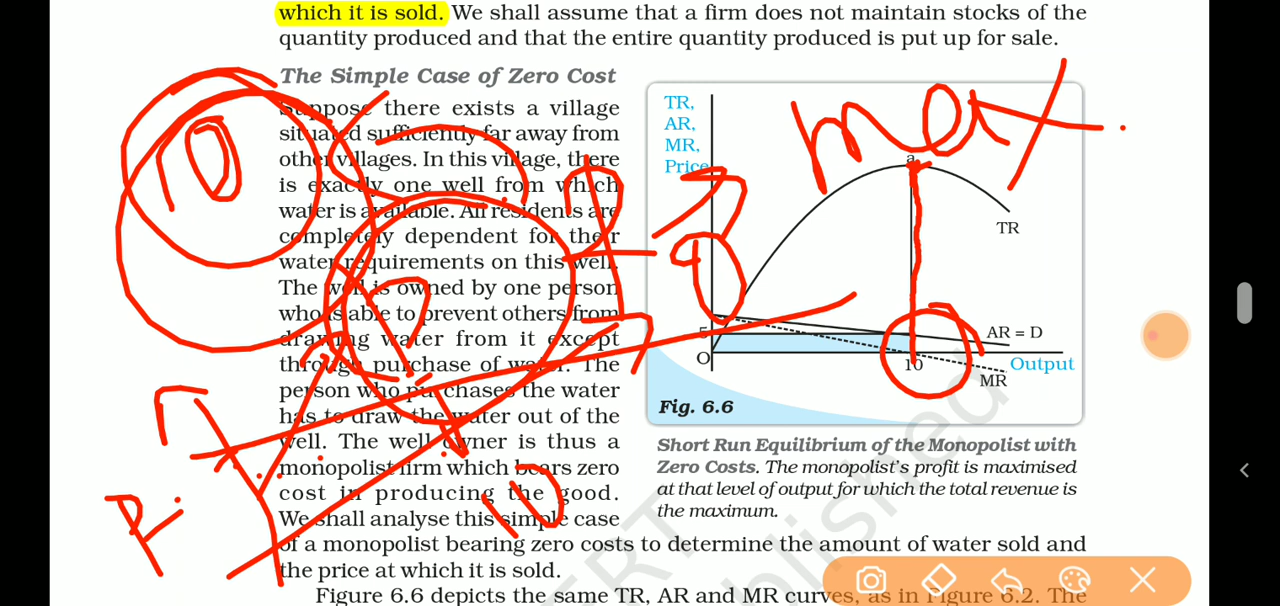 which it is sold. We shall assume that a firm does not maintain stocks of the
quantity produced and that the entire quantity produced is put up for sale.
The Simple Case of Zero Cost
Suppose there exists a village
situated sufficiently far away from
other villages. In this village, there
is exactly one well from which
water is available. All residents are
completely dependent for their
water requirements on this well.
The well is owned by one person
who is able to prevent others from
drawing water from it except
through purchase of water. The
person who purchases the water
has to draw the water out of the
well. The well owner is thus a
monopolist firm which bears zero
cost in producing the good.
We shall analyse this simple case
of a monopolist bearing zero costs to determine the amount of water sold and
the price at which it is sold.
Figure 6.6 depicts the same TR, AR and MR curves, as in Figure 6.2. The
TR,
AR,
MR,
Price
max.
a
TR
5
AR = D
O
10
Output
MR
Fig. 6.6
Short Run Equilibrium of the Monopolist with
Zero Costs. The monopolist's profit is maximised
at that level of output for which the total revenue is
the maximum.
10
10